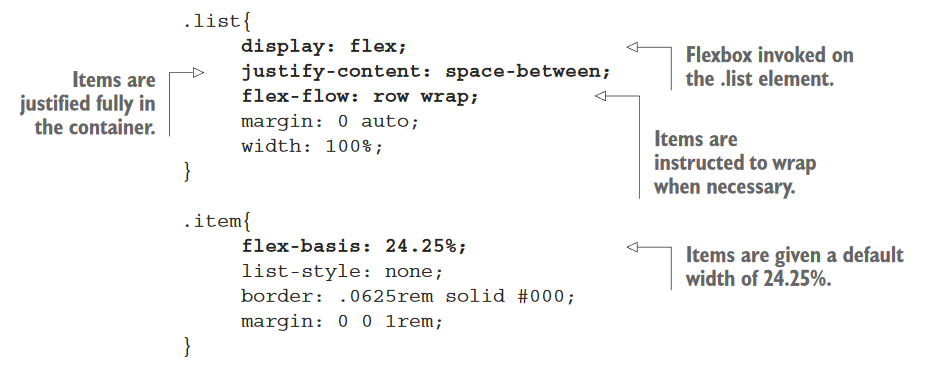 .list{
display: flex;
justify-content: space-between;
flex-flow: row wrap;
margin: 0 auto;
width: 100%;
}
Items are
justified fully in
the container.
Flexbox invoked on
the .list element.
Items are
instructed to wrap
when necessary.
.item{
flex-basis: 24.25%;
list-style: none;
border: .0625rem solid #000;
margin: 0 0 1rem;
}
Items are given a default
width of 24.25%.